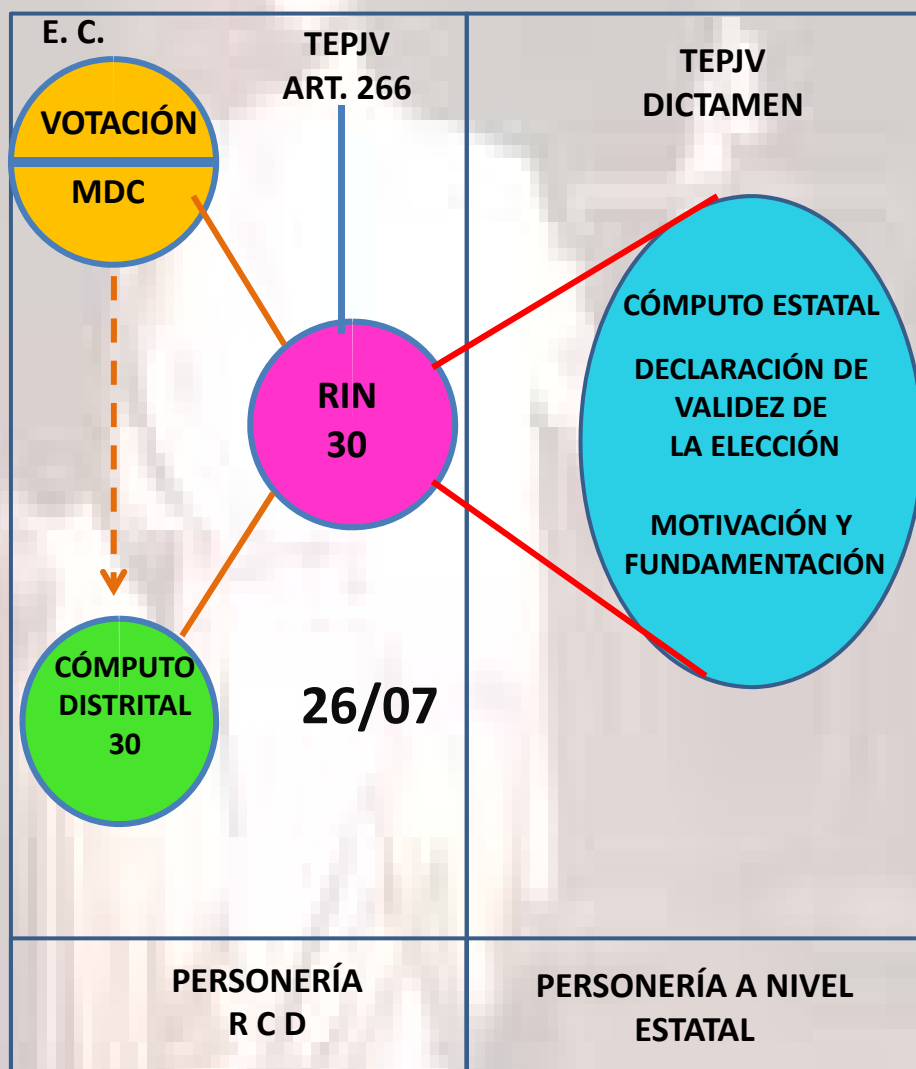 E. C.
VOTACIÓN
MDC
TEPJV
ART. 266
RIN
30
CÓMPUTO
DISTRITAL
30
26/07
PERSONERÍA
R C D
TEPJV
DICTAMEN
CÓMPUTO ESTATAL
DECLARACIÓN DE
VALIDEZ DE
LA ELECCIÓN
MOTIVACIÓN Y
FUNDAMENTACIÓN
PERSONERÍA A NIVEL
ESTATAL